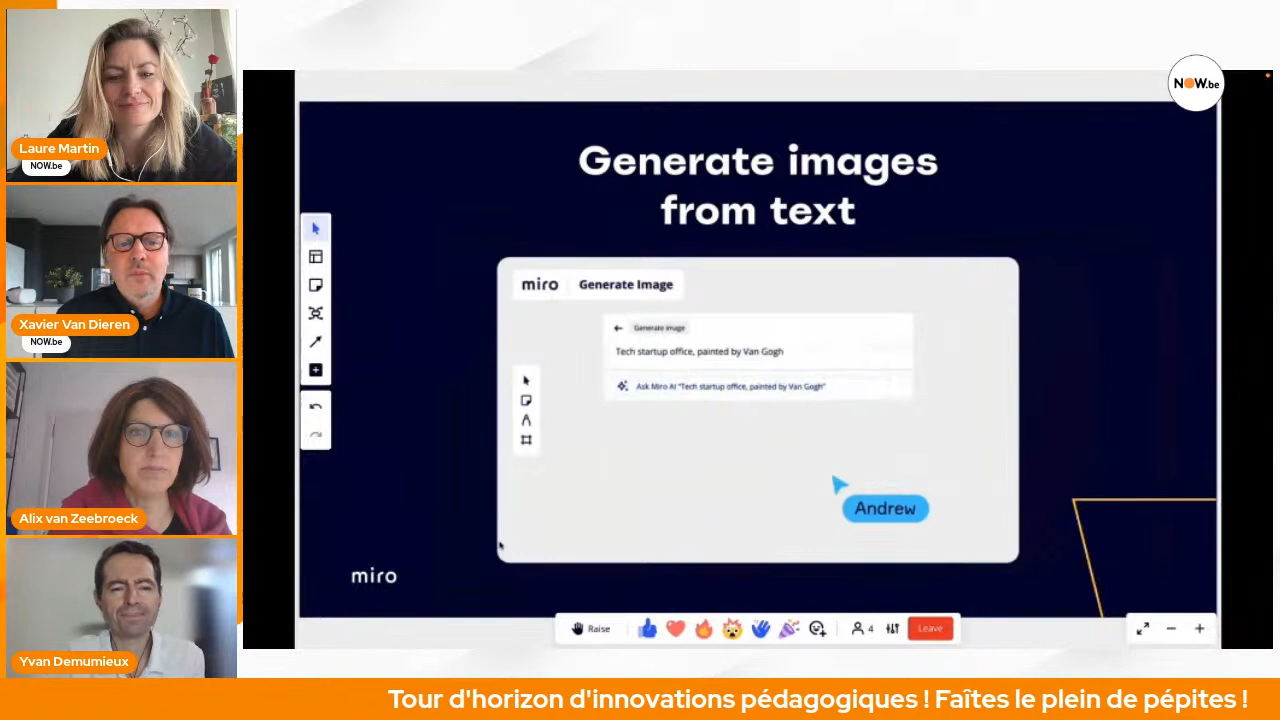 Laure Martin
NOW.be
Xavier Van Dieren
NOW.be
Alix van Zeebroeck
Yvan Demumieux
NOW.be
Generate images
from text
miro
Generate Image
Generate image
Tech startup office, painted by Van Gogh
Ask Miro AI "Tech startup office, painted by Van Gogh"
Andrew
miro
Raise
4
Leave
Tour d'horizon d'innovations pédagogiques ! Faîtes le plein de pépites !